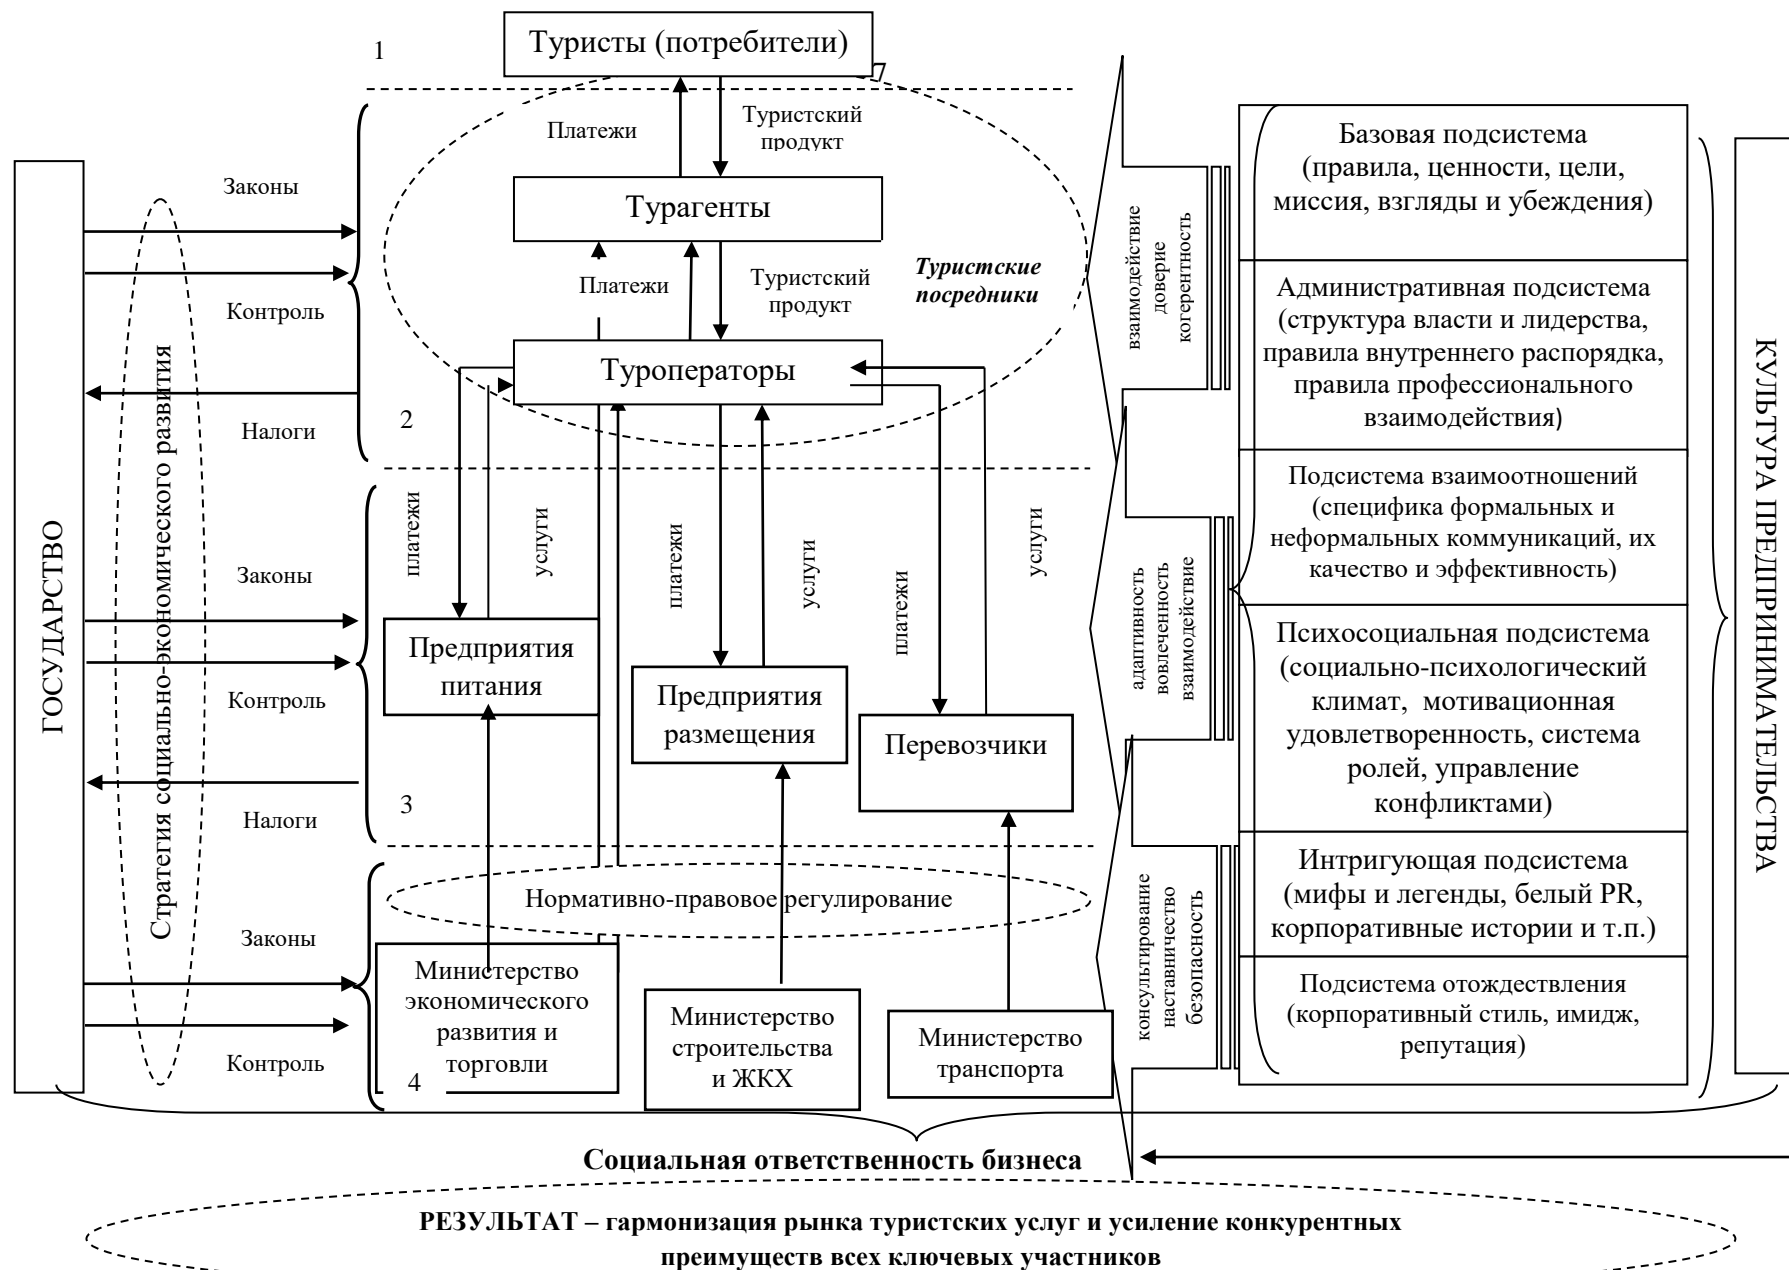 1
Туристы (потребители)
Платежи
Туристский
продукт
Турагенты
Платежи
Туристский
продукт
Туристские
посредники
Туроператоры
2
ГОСУДАРСТВО
Стратегия социально-экономического развития
Законы
Контроль
Налоги
Законы
Контроль
Налоги
Законы
Контроль
платежи
услуги
платежи
услуги
платежи
услуги
Предприятия
питания
Предприятия
размещения
Перевозчики
3
Нормативно-правовое регулирование
Министерство
экономического
развития и
торговли
Министерство
строительства
и ЖКХ
Министерство
транспорта
4
взаимодействие
доверие
когерентность
адаптивность
вовлеченность
взаимодействие
консультирование
наставничество
безопасность
Базовая подсистема
(правила, ценности, цели,
миссия, взгляды и убеждения)
Административная подсистема
(структура власти и лидерства,
правила внутреннего распорядка,
правила профессионального
взаимодействия)
Подсистема взаимоотношений
(специфика формальных и
неформальных коммуникаций, их
качество и эффективность)
Психосоциальная подсистема
(социально-психологический
климат, мотивационная
удовлетворенность, система
ролей, управление
конфликтами)
Интригующая подсистема
(мифы и легенды, белый PR,
корпоративные истории и т.п.)
Подсистема отождествления
(корпоративный стиль, имидж,
репутация)
КУЛЬТУРА ПРЕДПРИНИМАТЕЛЬСТВА
Социальная ответственность бизнеса
РЕЗУЛЬТАТ – гармонизация рынка туристских услуг и усиление конкурентных
преимуществ всех ключевых участников